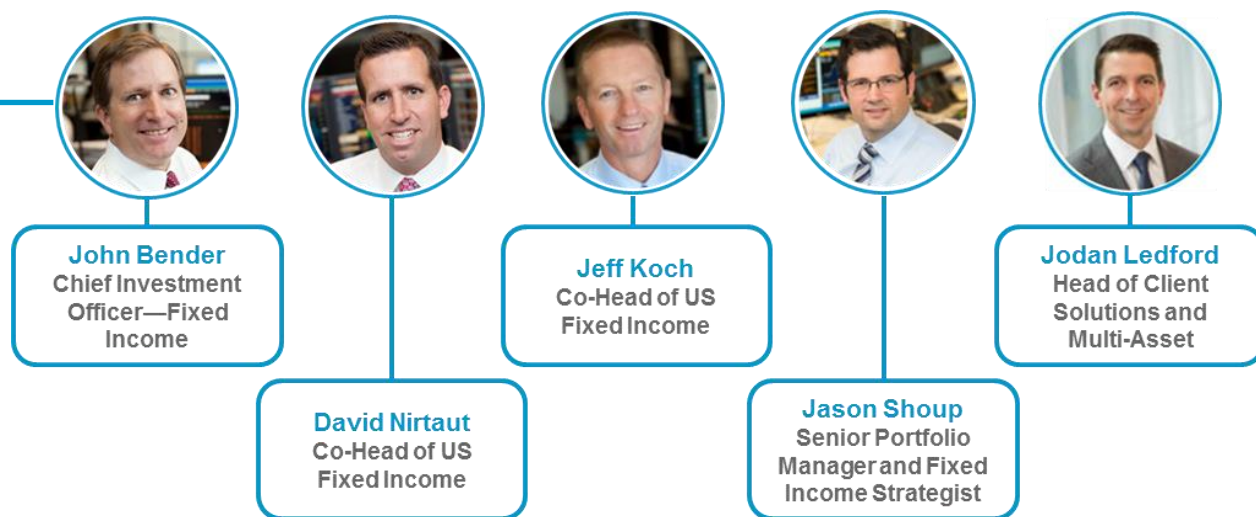 John Bender
Chief Investment
Officer—Fixed
Income
David Nirtaut
Co-Head of US
Fixed Income
Jeff Koch
Co-Head of US
Fixed Income
Jason Shoup
Senior Portfolio
Manager and Fixed
Income Strategist
Jodan Ledford
Head of Client
Solutions and
Multi-Asset